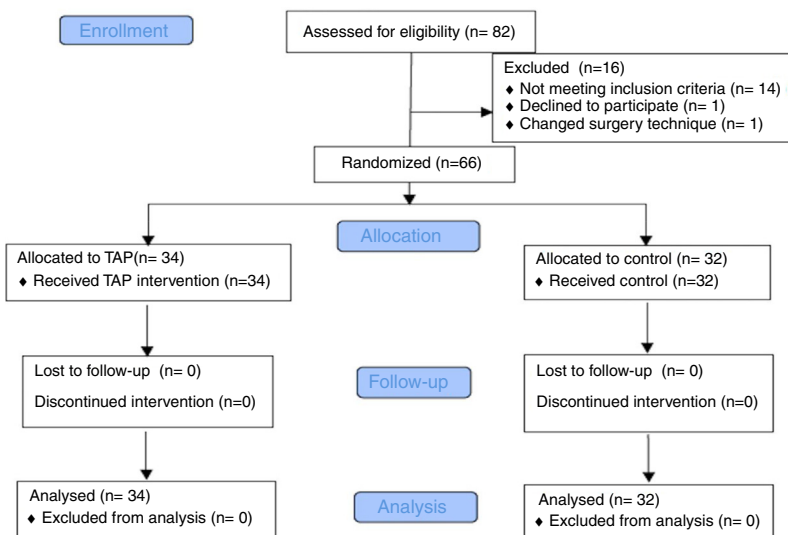 Enrollment
Assessed for eligibility (n= 82)
Excluded (n=16)
♦ Not meeting inclusion criteria (n= 14)
♦ Declined to participate (n= 1)
♦ Changed surgery technique (n= 1)
Randomized (n=66)
Allocation
Allocated to TAP(n= 34)
♦ Received TAP intervention (n=34)
Allocated to control (n= 32)
♦ Received control (n=32)
Follow-up
Lost to follow-up (n= 0)
Discontinued intervention (n=0)
Lost to follow-up (n= 0)
Discontinued intervention (n=0)
Analysis
Analysed (n= 34)
♦ Excluded from analysis (n= 0)
Analysed (n= 32)
♦ Excluded from analysis (n= 0)